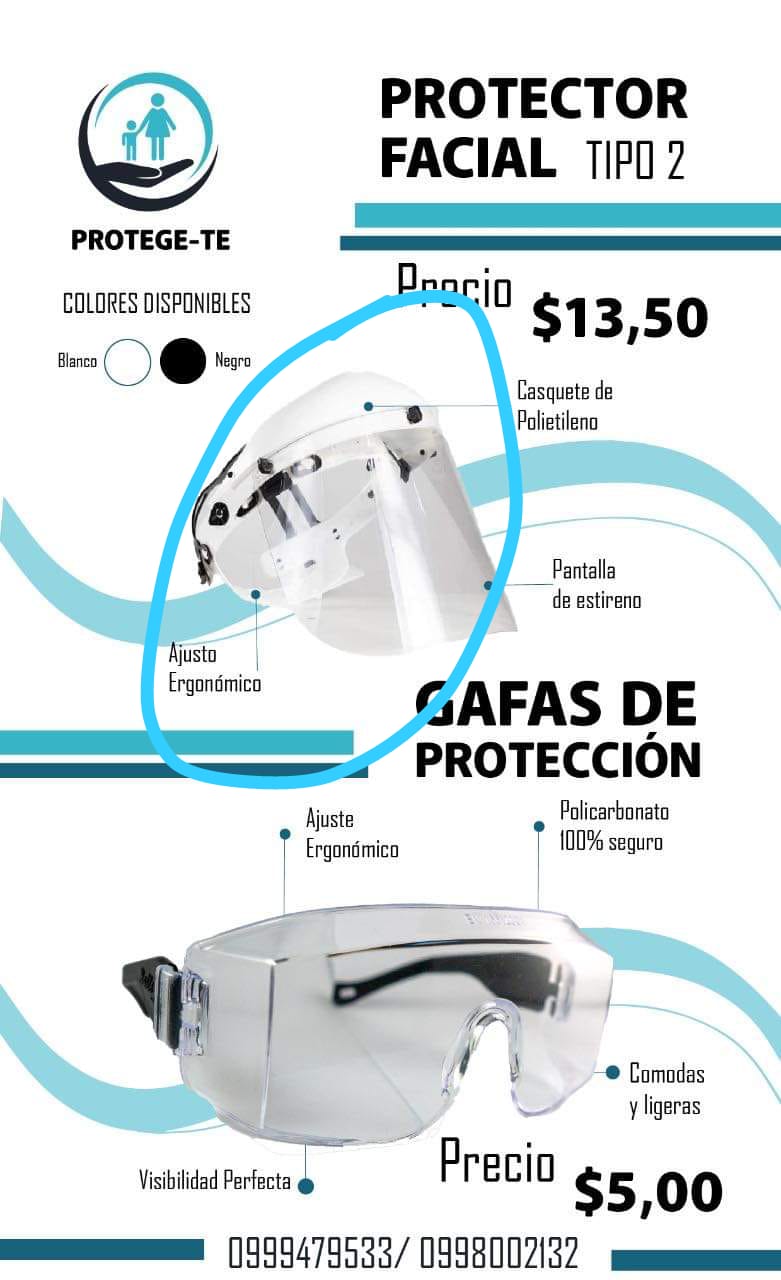 PROTEGE-TE
PROTECTOR
FACIAL TIPO 2
COLORES DISPONIBLES
Blanco
Negro
Precio $13,50
Casquete de
Polietileno
Pantalla
de estireno
Ajusto
Ergonómico
GAFAS DE
PROTECCIÓN
Ajuste
Ergonómico
Policarbonato
100% seguro
Comodas
y ligeras
Visibilidad Perfecta
Precio $5,00
0999479533/ 0998002132